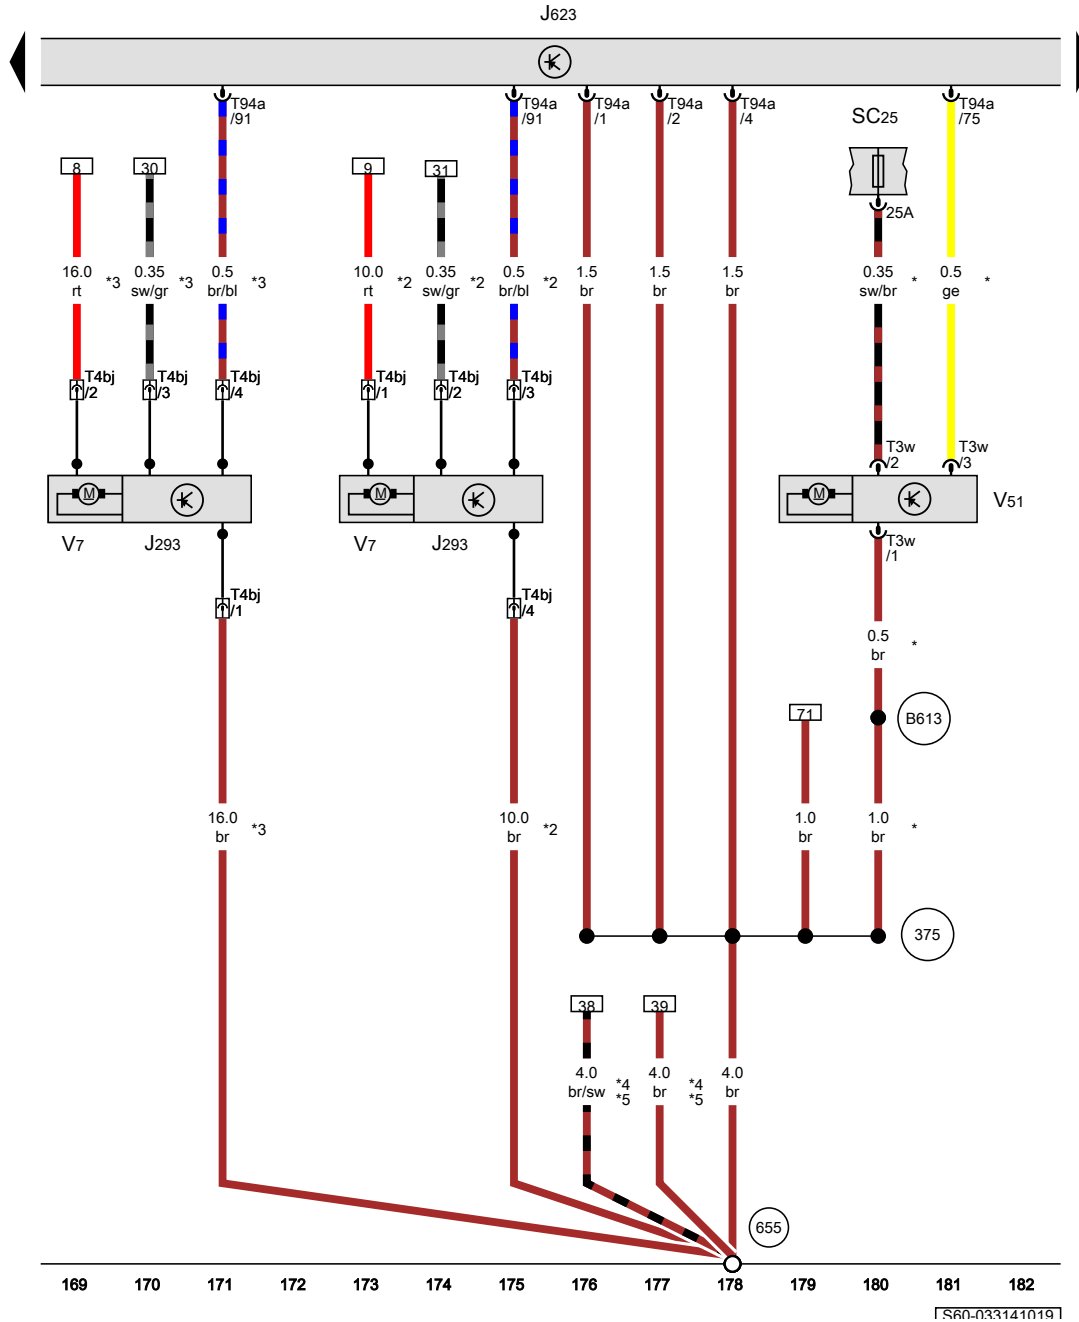 J623
T94a
/91
T94a
/91
T94a
/1
T94a
/2
T94a
/4
T94a
/75
SC25
25A
8
30
9
31
16.0
rt
*3
0.35
sw/gr
*3
0.5
br/bl
*3
10.0
rt
*2
0.35
sw/gr
*2
0.5
br/bl
*2
1.5
br
1.5
br
1.5
br
0.35
sw/br
*
0.5
ge
*
T4bj
/2
T4bj
/3
T4bj
/4
T4bj
/1
T4bj
/2
T4bj
/3
T3w
/2
T3w
/3
M
M
M
V51
V7
J293
V7
J293
T3w
/1
T4bj
/1
T4bj
/4
0.5
br
*
71
B613
16.0
br
*3
10.0
br
*2
1.0
br
1.0
br
*
375
38
39
4.0
br/sw
*4
*5
4.0
br
*4
*5
4.0
br
655
169 170 171 172 173 174 175 176 177 178 179 180 181 182
S60-033141019